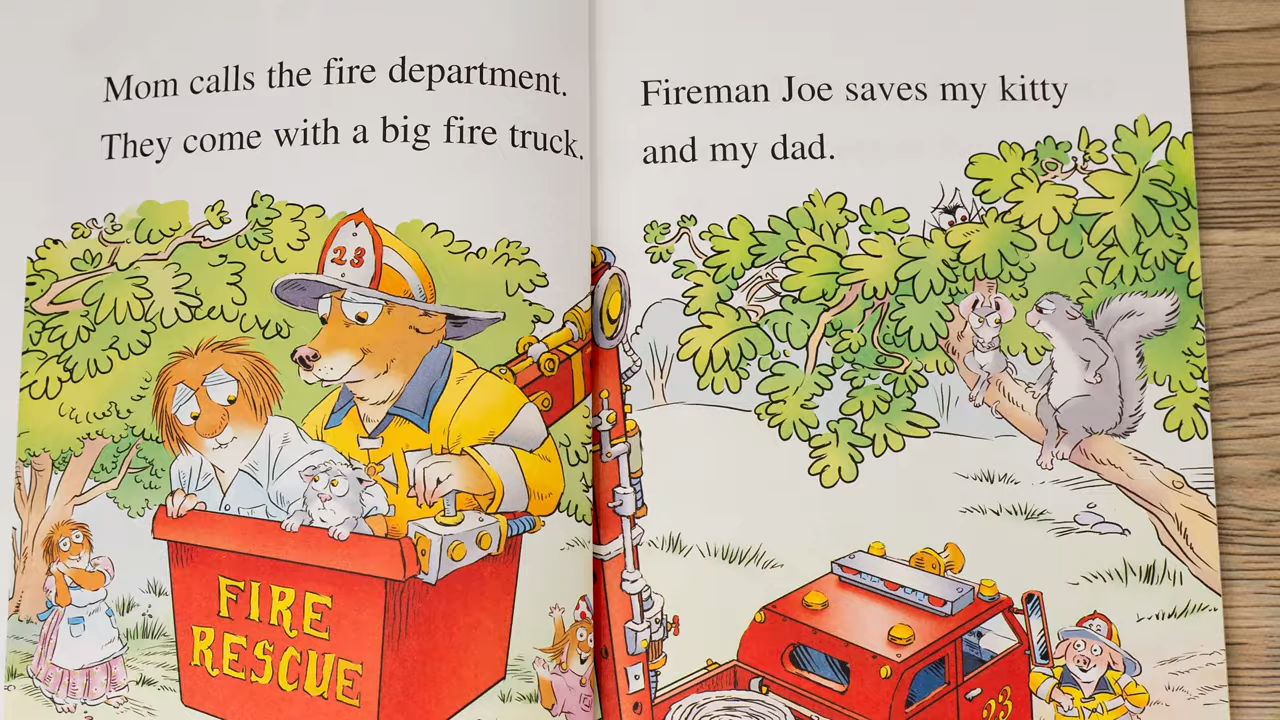 Mom calls the fire department.
They come with a big fire truck.
23
FIRE
RESCUE
Fireman Joe saves my kitty
and my dad.
23